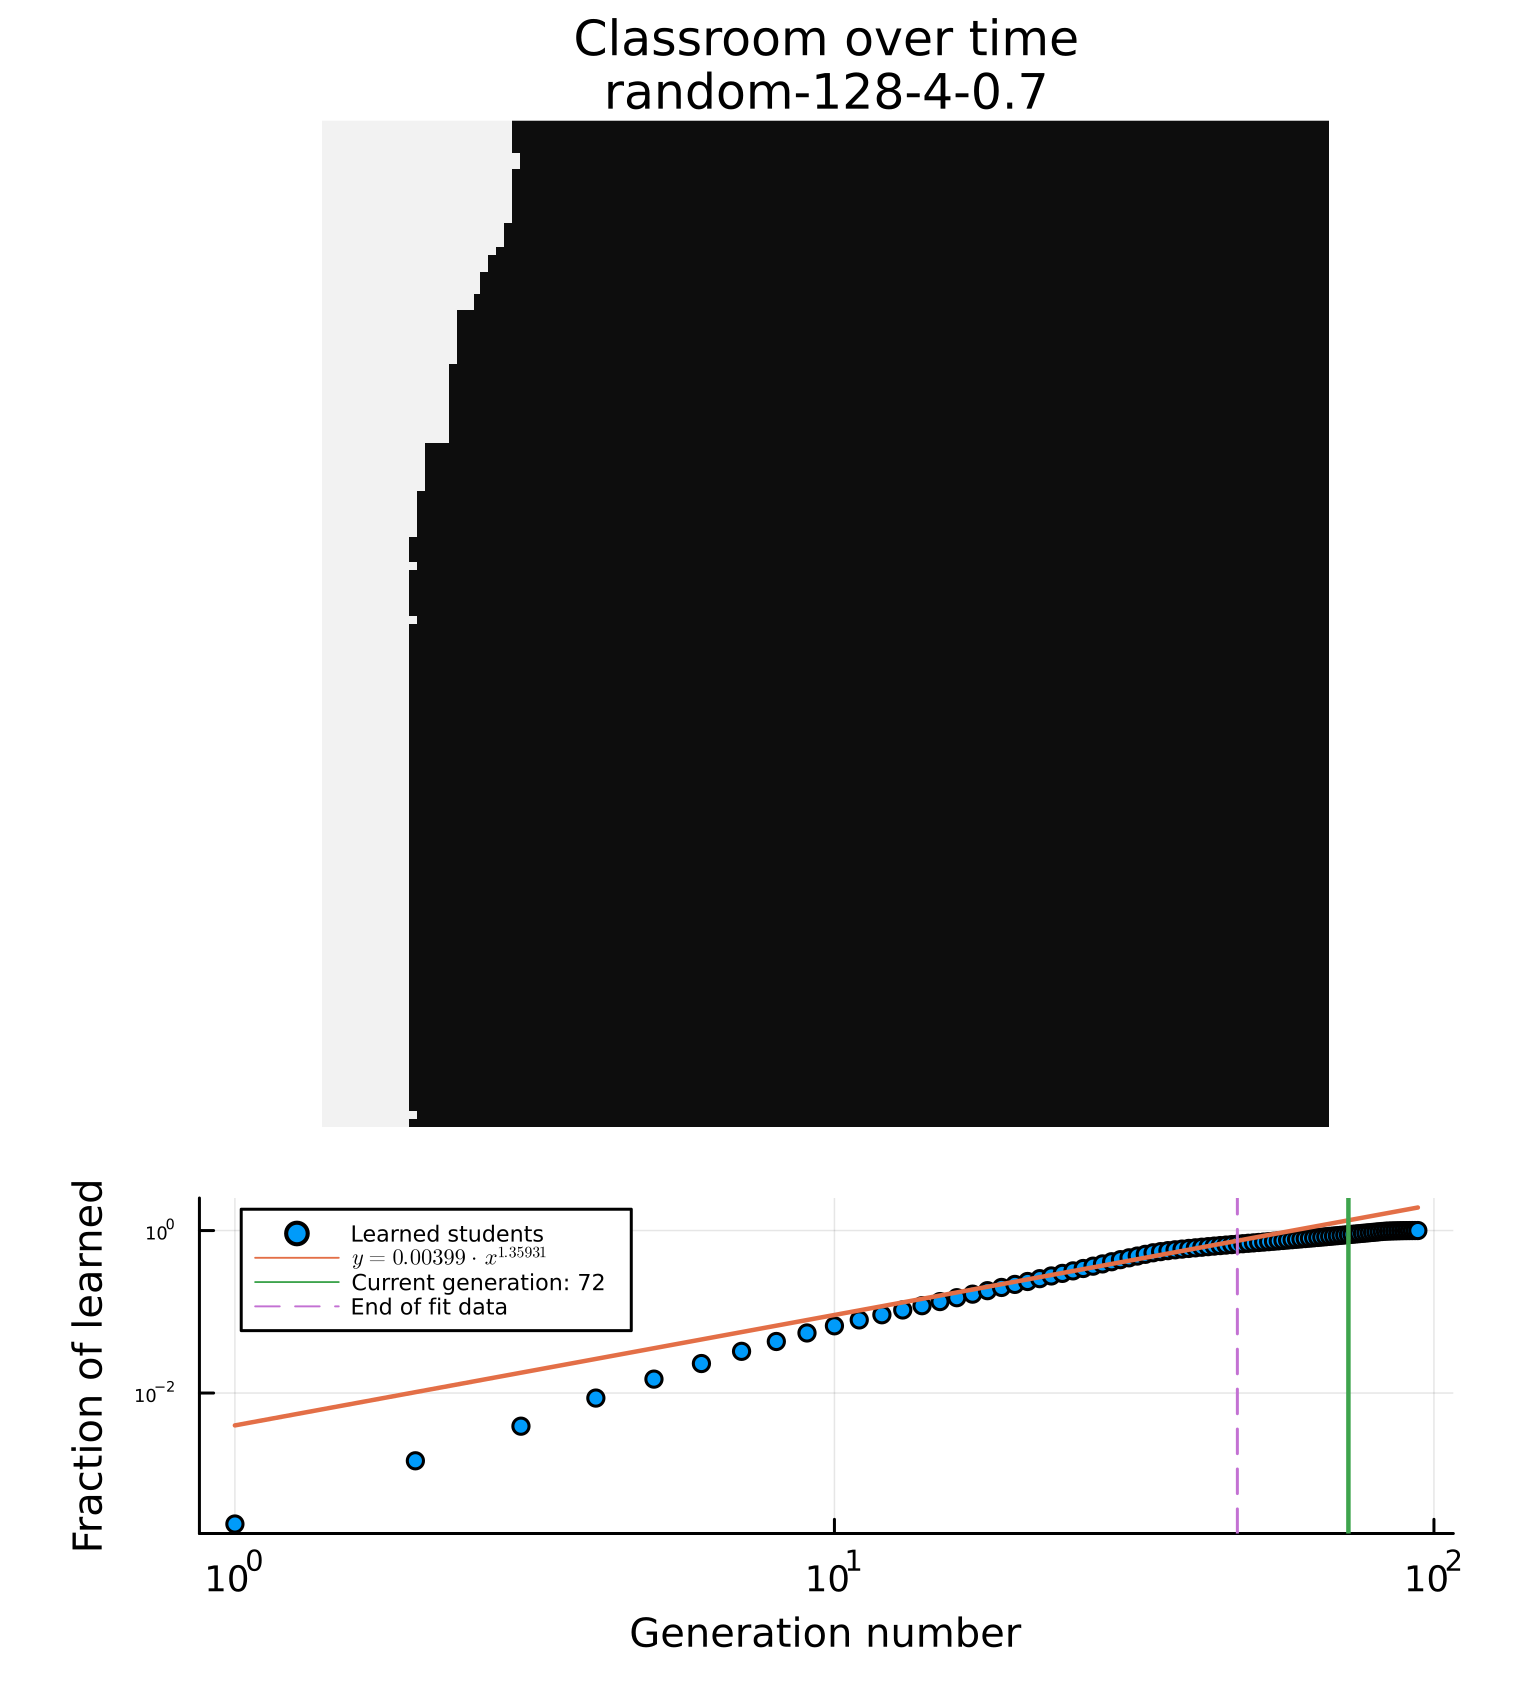 Classroom over time
random-128-4-0.7
Fraction of learned
10^0
10^-2
Learned students
y = 0.00399 · x^1.35931
Current generation: 72
End of fit data
10^0
10^1
10^2
Generation number